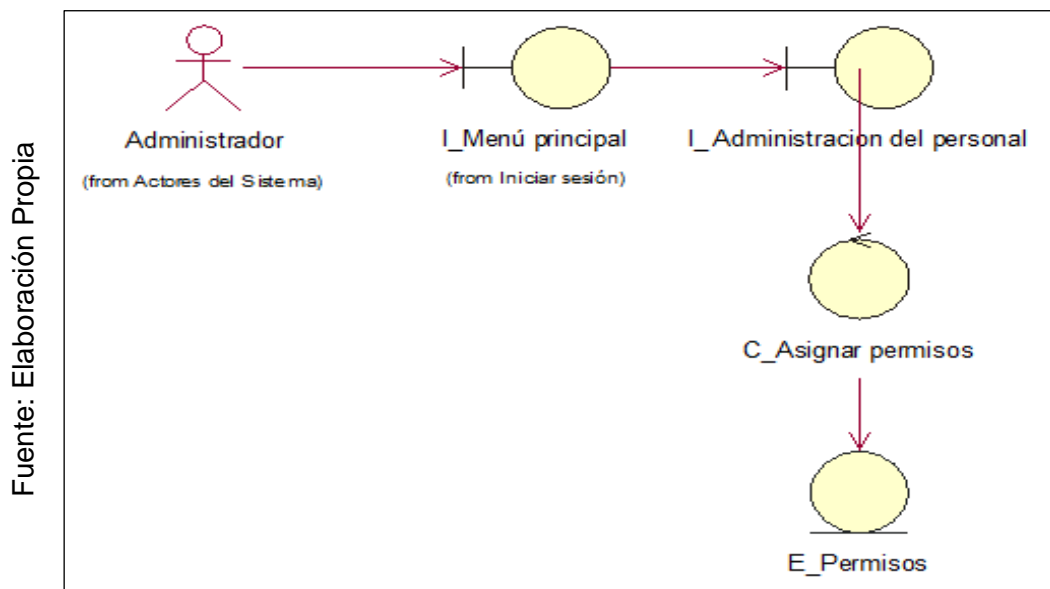 Fuente: Elaboración Propia
Administrador
(from Actores del Sistema)
I_Menú principal
(from Iniciar sesión)
I_Administracion del personal
C_Asignar permisos
E_Permisos